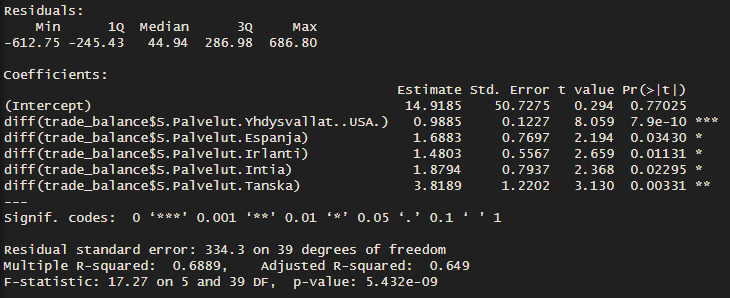 Residuals:
    Min      1Q  Median      3Q     Max
-612.75 -245.43   44.94  286.98  686.80

Coefficients:
                                             Estimate Std. Error t value Pr(>|t|)
(Intercept)                                   14.9185    50.7275   0.294  0.77025
diff(trade_balance$S.Palvelut.Yhdysvallat..USA.)   0.9885     0.1227   8.059  7.9e-10 ***
diff(trade_balance$S.Palvelut.Espanja)         1.6883     0.7697   2.194  0.03430 *
diff(trade_balance$S.Palvelut.Irlanti)         1.4803     0.5567   2.659  0.01131 *
diff(trade_balance$S.Palvelut.Intia)           1.8794     0.7937   2.368  0.02295 *
diff(trade_balance$S.Palvelut.Tanska)          3.8189     1.2202   3.130  0.00331 **
---
Signif. codes:  0 ‘***’ 0.001 ‘**’ 0.01 ‘*’ 0.05 ‘.’ 0.1 ‘ ’ 1

Residual standard error: 334.3 on 39 degrees of freedom
Multiple R-squared:  0.6889,    Adjusted R-squared:  0.649
F-statistic: 17.27 on 5 and 39 DF,  p-value: 5.432e-09